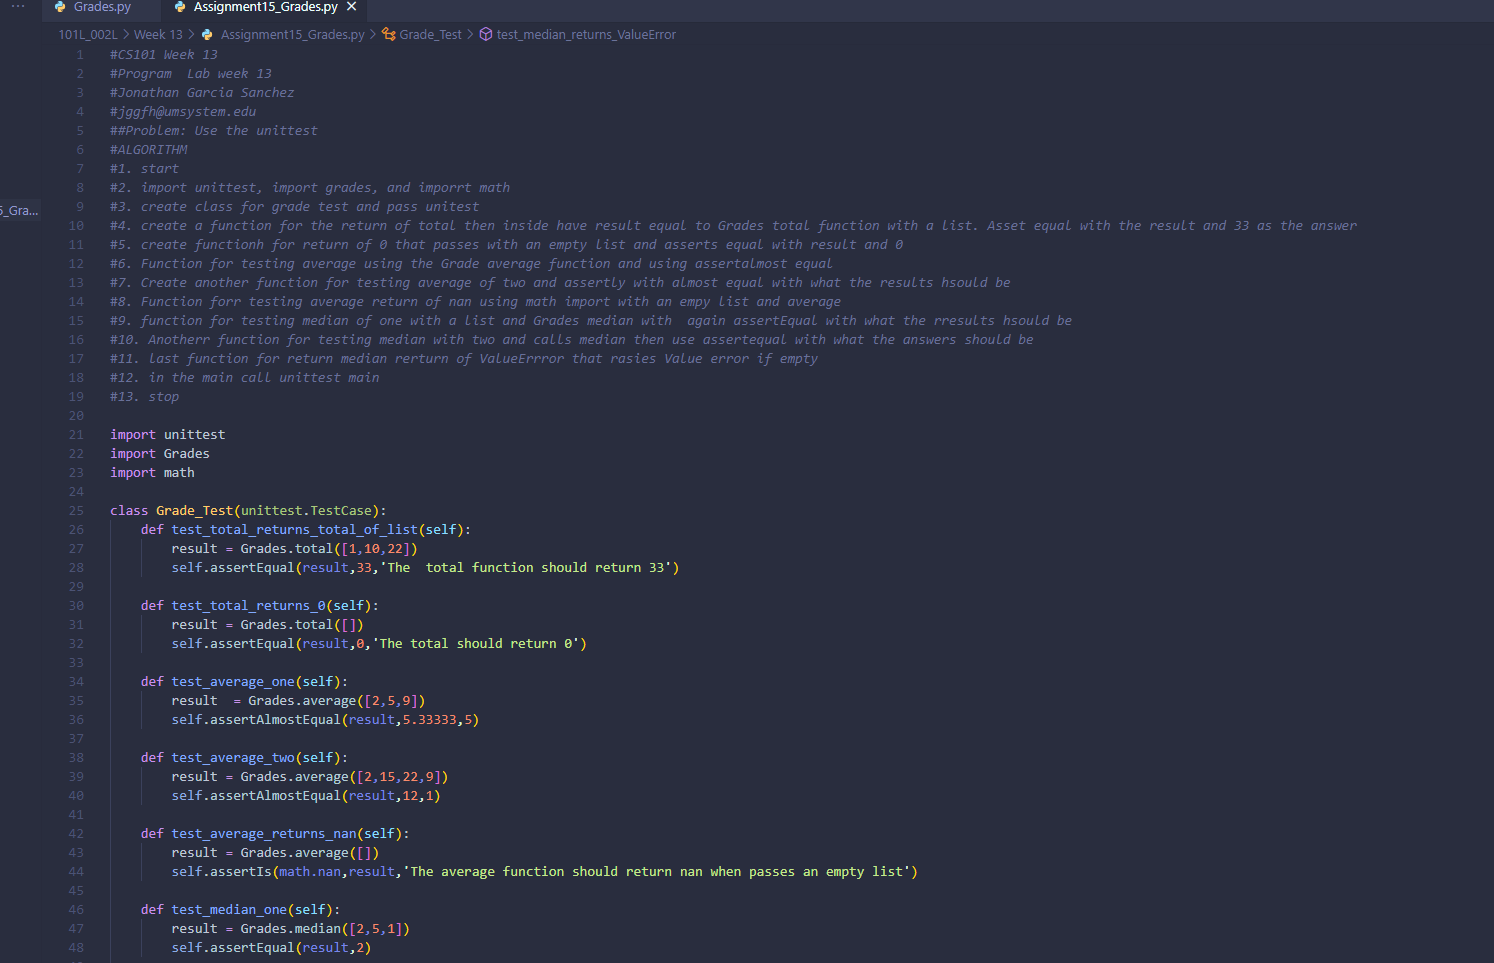 ··· Grades.py Assignment15_Grades.py ×
101L_002L > Week 13 > Assignment15_Grades.py > Grade_Test > test_median_returns_ValueError
1 #CS101 Week 13
2 #Program  Lab week 13
3 #Jonathan Garcia Sanchez
4 #jggfh@umsystem.edu
5 ##Problem: Use the unittest
6 #ALGORITHM
7 #1. start
8 #2. import unittest, import grades, and imporrt math
5_Gra...
9 #3. create class for grade test and pass unitest
10 #4. create a function for the return of total then inside have result equal to Grades total function with a list. Asset equal with the result and 33 as the answer
11 #5. create functionh for return of 0 that passes with an empty list and asserts equal with result and 0
12 #6. Function for testing average using the Grade average function and using assertalmost equal
13 #7. Create another function for testing average of two and assertly with almost equal with what the results hsould be
14 #8. Function forr testing average return of nan using math import with an empy list and average
15 #9. function for testing median of one with a list and Grades median with  again assertEqual with what the rresults hsould be
16 #10. Anotherr function for testing median with two and calls median then use assertequal with what the answers should be
17 #11. last function for return median rerturn of ValueErrror that rasies Value error if empty
18 #12. in the main call unittest main
19 #13. stop
20
21 import unittest
22 import Grades
23 import math
24
25 class Grade_Test(unittest.TestCase):
26     def test_total_returns_total_of_list(self):
27         result = Grades.total([1,10,22])
28         self.assertEqual(result,33,'The  total function should return 33')
29
30     def test_total_returns_0(self):
31         result = Grades.total([])
32         self.assertEqual(result,0,'The total should return 0')
33
34     def test_average_one(self):
35         result  = Grades.average([2,5,9])
36         self.assertAlmostEqual(result,5.33333,5)
37
38     def test_average_two(self):
39         result = Grades.average([2,15,22,9])
40         self.assertAlmostEqual(result,12,1)
41
42     def test_average_returns_nan(self):
43         result = Grades.average([])
44         self.assertIs(math.nan,result,'The average function should return nan when passes an empty list')
45
46     def test_median_one(self):
47         result = Grades.median([2,5,1])
48         self.assertEqual(result,2)